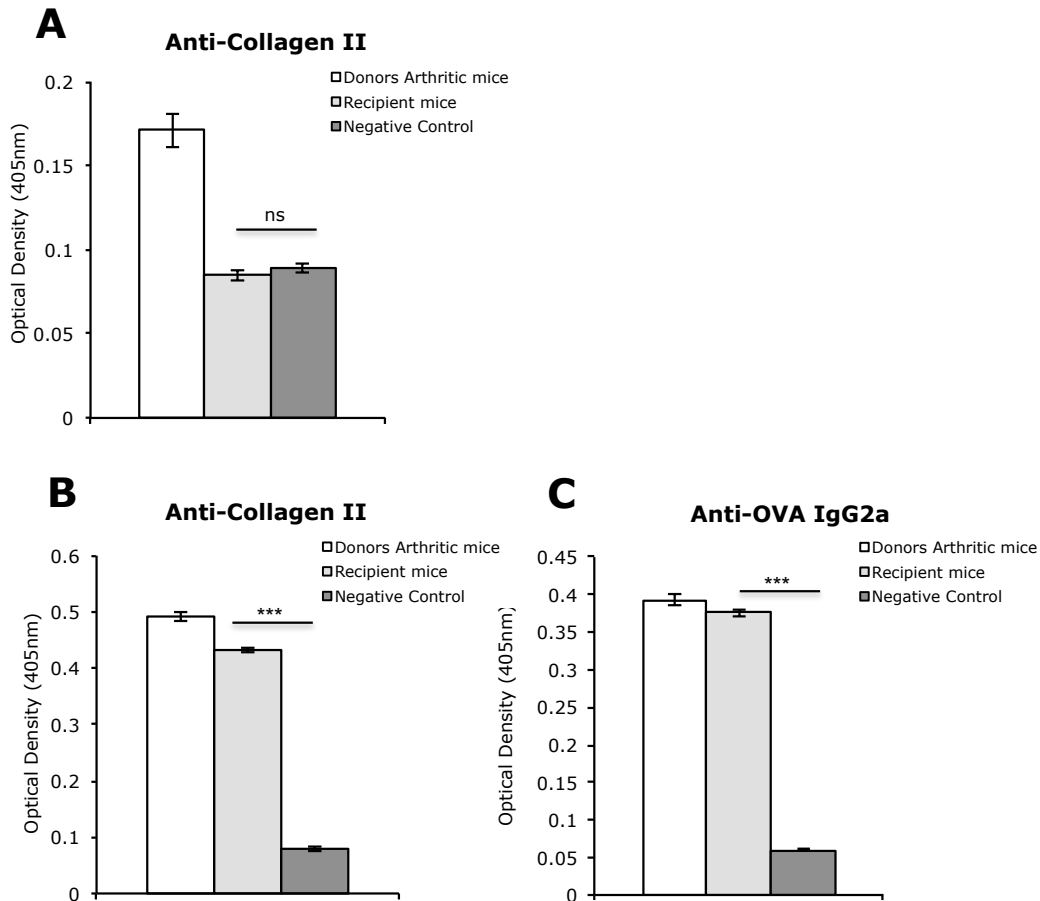 A
Anti-Collagen II
Donors Arthritic mice
Recipient mice
Negative Control
Optical Density (405nm)
0.2
0.15
0.1
0.05
0
ns
B
Anti-Collagen II
Donors Arthritic mice
Recipient mice
Negative Control
Optical Density (405nm)
0.6
0.5
0.4
0.3
0.2
0.1
0
***
C
Anti-OVA IgG2a
Donors Arthritic mice
Recipient mice
Negative Control
Optical Density (405nm)
0.45
0.4
0.35
0.3
0.25
0.2
0.15
0.1
0.05
0
***